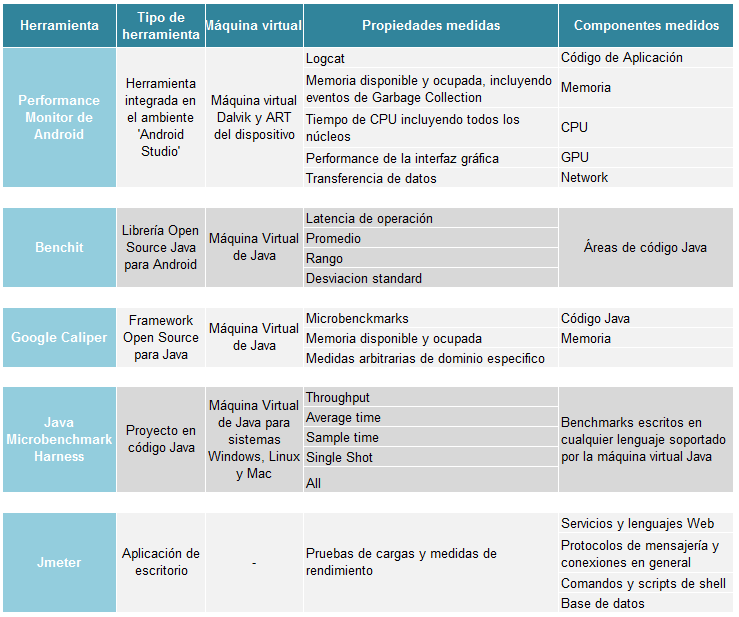 Herramienta
Tipo de
herramienta
Máquina virtual
Propiedades medidas
Componentes medidos
Performance
Monitor de
Android
Herramienta
integrada en
el ambiente
'Android
Studio'
Máquina virtual
Dalvik y ART
del dispositivo
Logcat
Código de Aplicación
Memoria disponible y ocupada, incluyendo
eventos de Garbage Collection
Memoria
Tiempo de CPU incluyendo todos los
núcleos
CPU
Performance de la interfaz gráfica
GPU
Transferencia de datos
Network
Benchit
Librería Open
Source Java
para Android
Máquina Virtual
de Java
Latencia de operación
Promedio
Rango
Desviacion standard
Áreas de código Java
Google Caliper
Framework
Open Source
para Java
Máquina Virtual
de Java
Microbenckmarks
Código Java
Memoria disponible y ocupada
Memoria
Medidas arbitrarias de dominio especifico
Java
Microbenchmark
Harness
Proyecto en
código Java
Máquina Virtual
de Java para
sistemas
Windows, Linux
y Mac
Throughput
Average time
Sample time
Single Shot
All
Benchmarks escritos en
cualquier lenguaje soportado
por la máquina virtual Java
Jmeter
Aplicación de
escritorio
-
Pruebas de cargas y medidas de
rendimiento
Servicios y lenguajes Web
Protocolos de mensajería y
conexiones en general
Comandos y scripts de shell
Base de datos